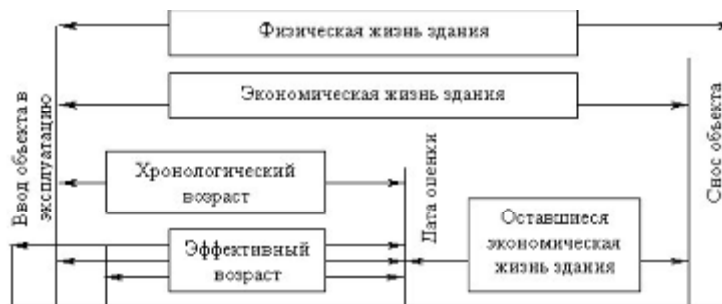 Физическая жизнь здания
Экономическая жизнь здания
Ввод объекта в
эксплуатацию
Хронологический
возраст
Эффективный
возраст
Дата оценки
Оставшиеся
экономическая
жизнь здания
Снос объекта